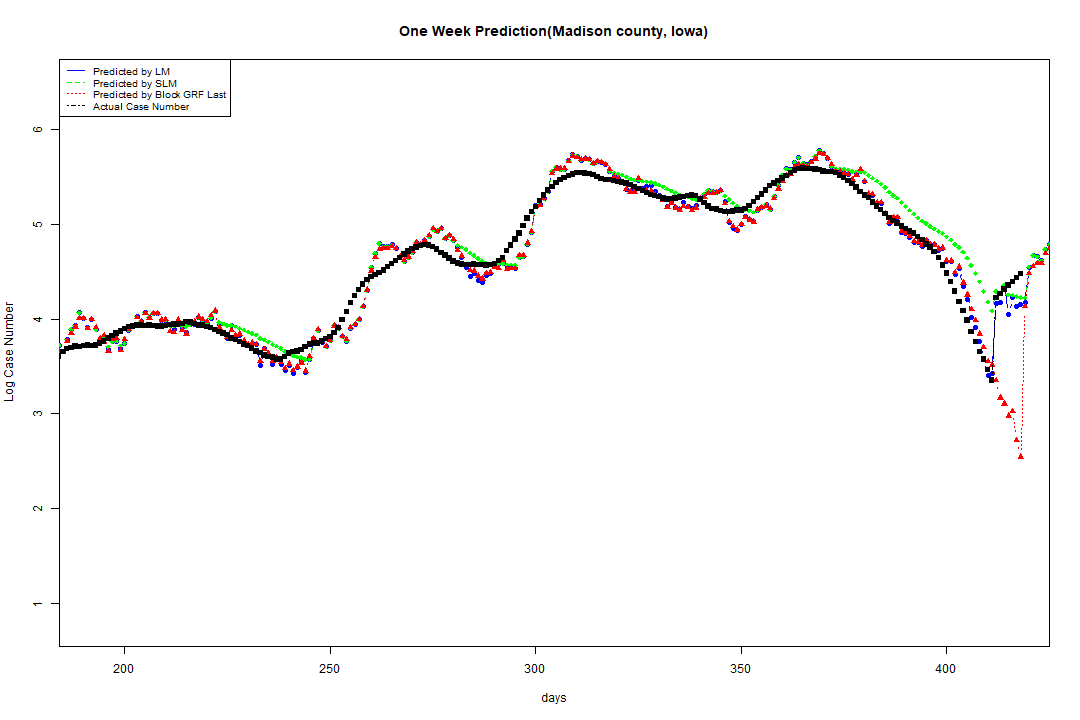 One Week Prediction(Madison county, Iowa)
Predicted by LM
Predicted by SLM
Predicted by Block GRF Last
Actual Case Number
6
5
4
3
2
1
Log Case Number
200 250 300 350 400
days